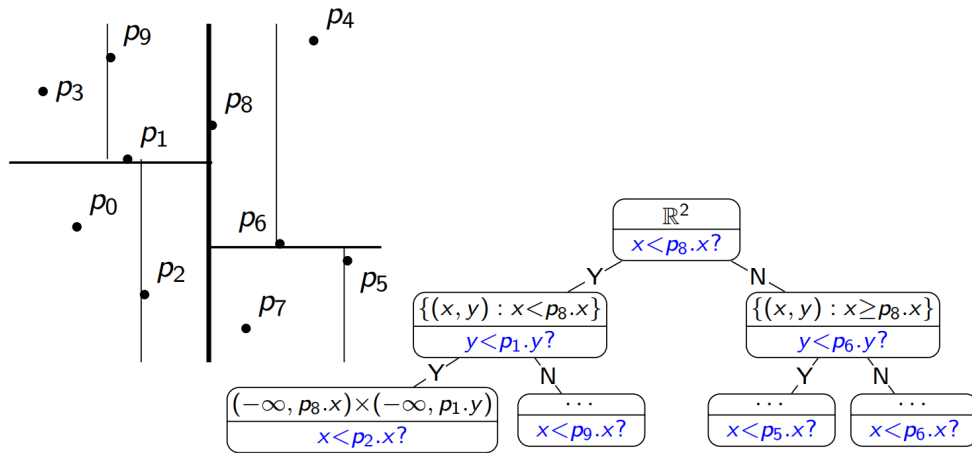 p₄
p₉
p₃
p₈
p₁
p₀
p₆
p₂
p₅
p₇
ℝ²
x<p₈.x?
Y
N
{(x, y) : x<p₈.x}
y<p₁.y?
{(x, y) : x≥p₈.x}
y<p₆.y?
Y
N
Y
N
(−∞, p₈.x)×(−∞, p₁.y)
x<p₂.x?
···
x<p₉.x?
···
x<p₅.x?
···
x<p₆.x?